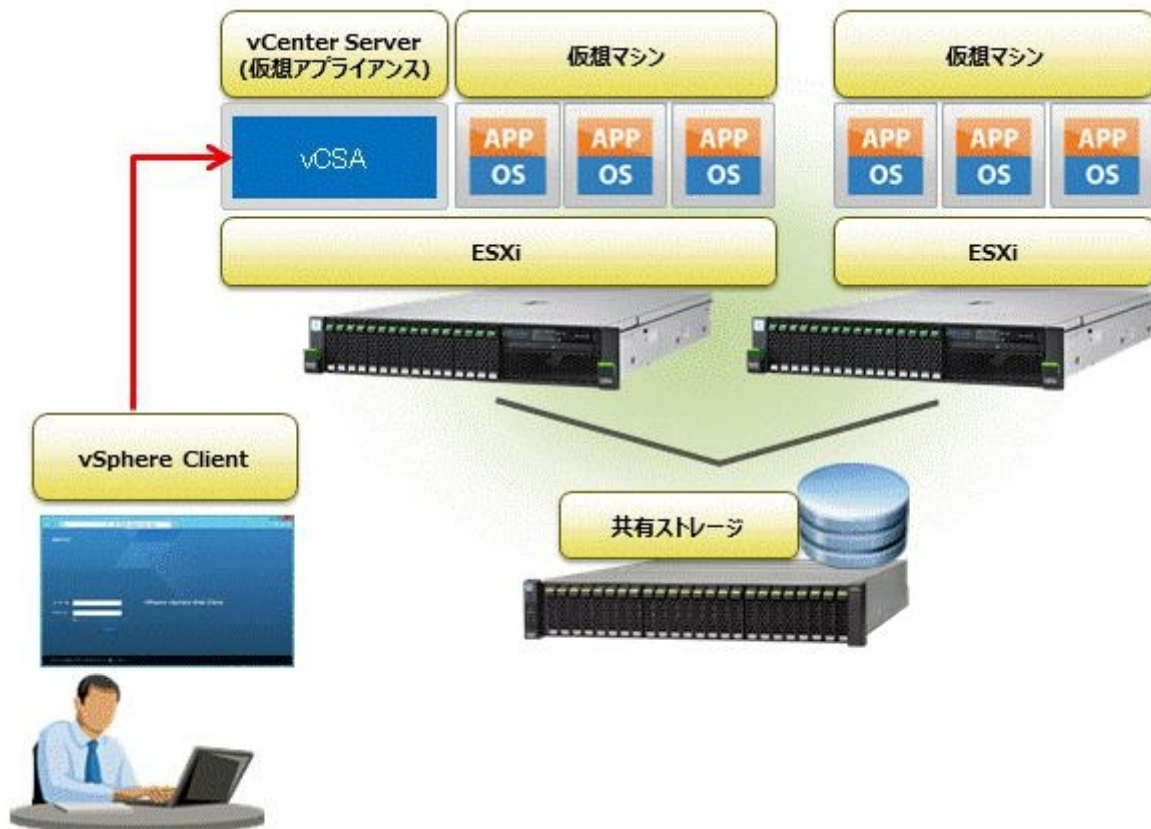 vCenter Server
(仮想アプライアンス)
仮想マシン
仮想マシン
vCSA
APP
OS
APP
OS
APP
OS
APP
OS
APP
OS
APP
OS
ESXi
ESXi
vSphere Client
共有ストレージ